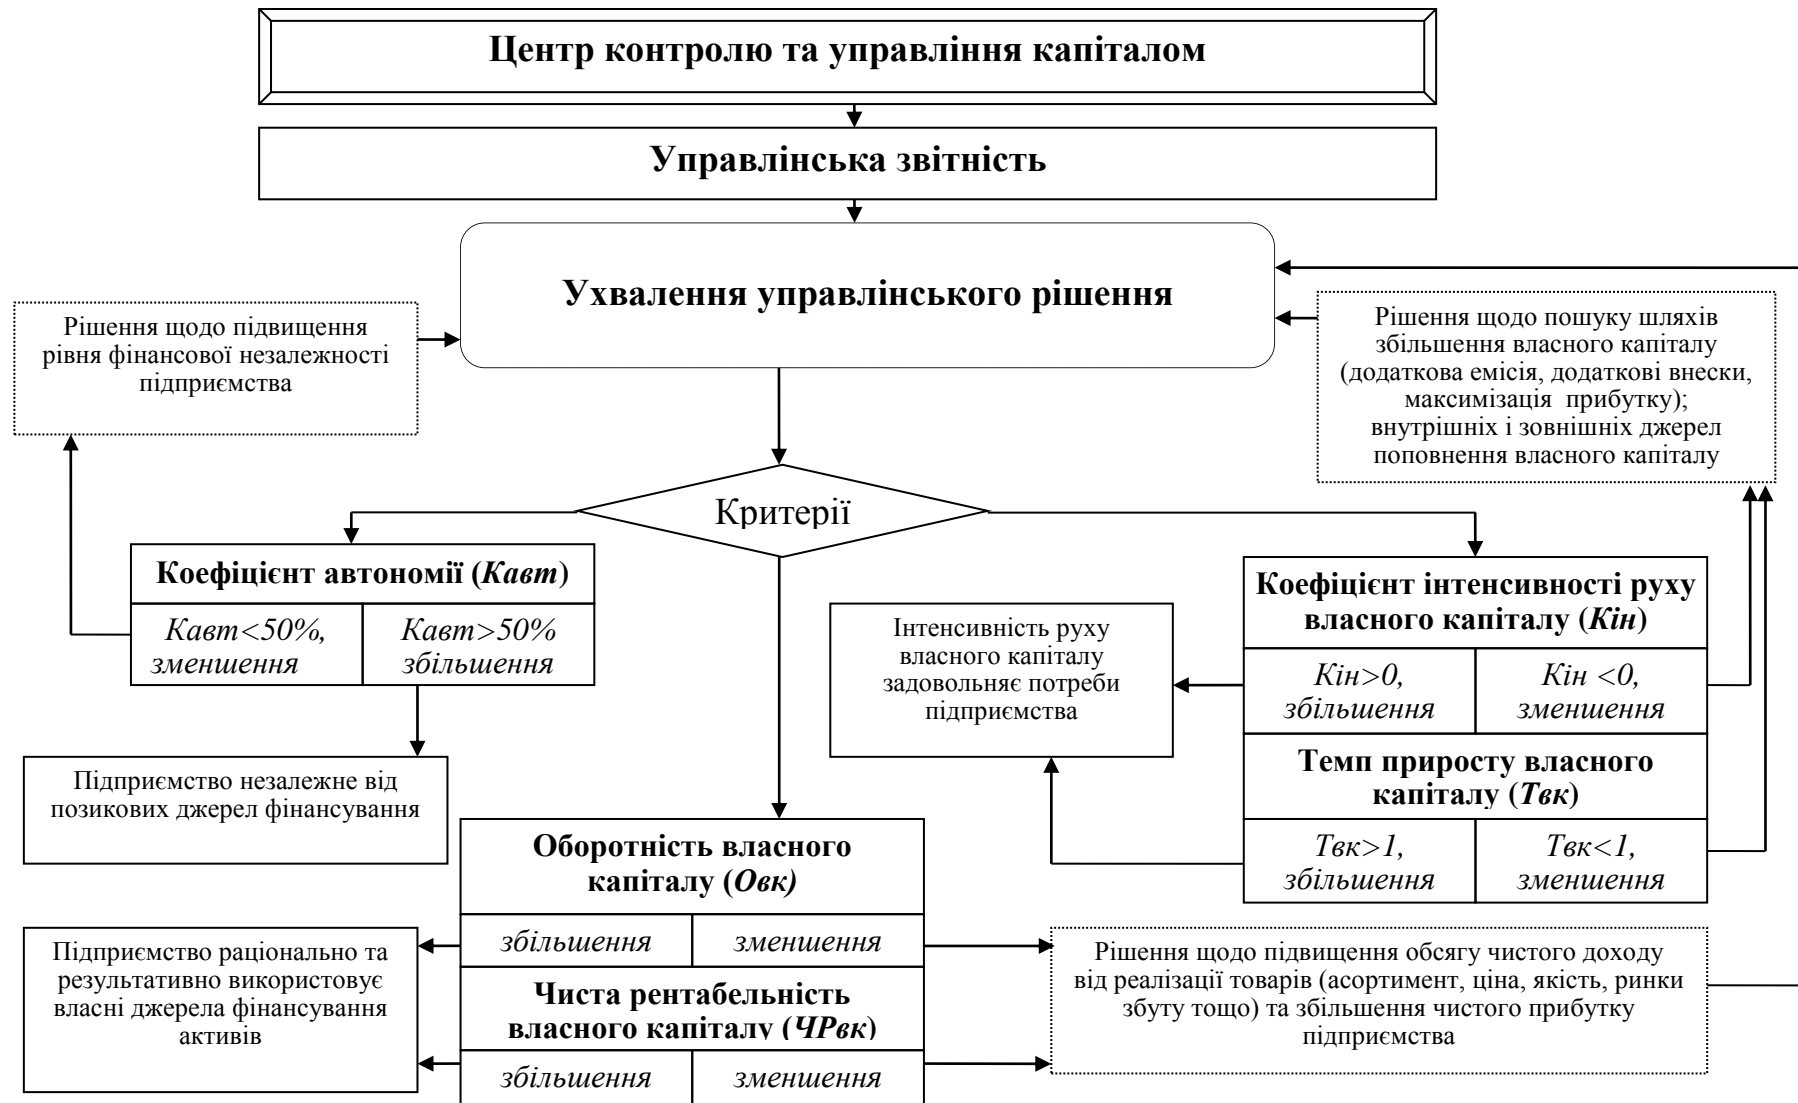 Центр контролю та управління капіталом
Управлінська звітність
Ухвалення управлінського рішення
Рішення щодо підвищення
рівня фінансової незалежності
підприємства
Рішення щодо пошуку шляхів
збільшення власного капіталу
(додаткова емісія, додаткові внески,
максимізація прибутку);
внутрішніх і зовнішніх джерел
поповнення власного капіталу
Критерії
Коефіцієнт автономії (Кавт)
Кавт<50%,
зменшення
Кавт>50%
збільшення
Підприємство незалежне від
позикових джерел фінансування
Інтенсивність руху
власного капіталу
задовольняє потреби
підприємства
Коефіцієнт інтенсивності руху
власного капіталу (Кін)
Кін>0,
збільшення
Кін <0,
зменшення
Темп приросту власного
капіталу (Твк)
Твк>1,
збільшення
Твк<1,
зменшення
Оборотність власного
капіталу (Овк)
збільшення
зменшення
Чиста рентабельність
власного капіталу (ЧРвк)
збільшення
зменшення
Підприємство раціонально та
результативно використовує
власні джерела фінансування
активів
Рішення щодо підвищення обсягу чистого доходу
від реалізації товарів (асортимент, ціна, якість, ринки
збуту тощо) та збільшення чистого прибутку
підприємства